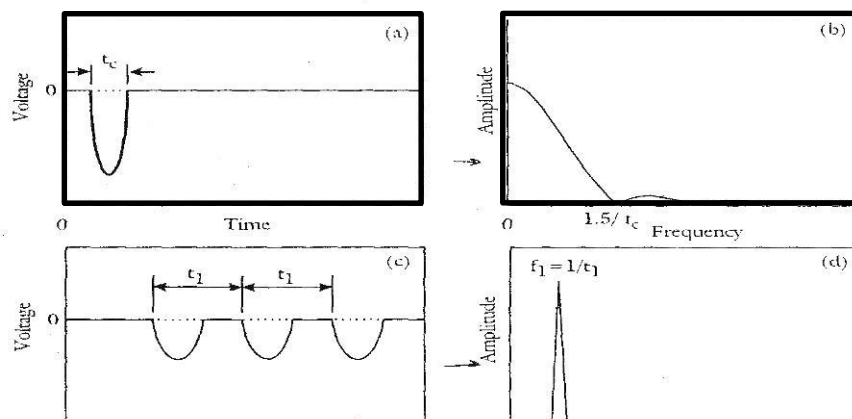 (a)
t_c
Voltage
0
0
Time
(b)
Amplitude
0
1.5/ t_c
Frequency
(c)
t_1
t_1
Voltage
0
(d)
f_1 = 1/t_1
Amplitude